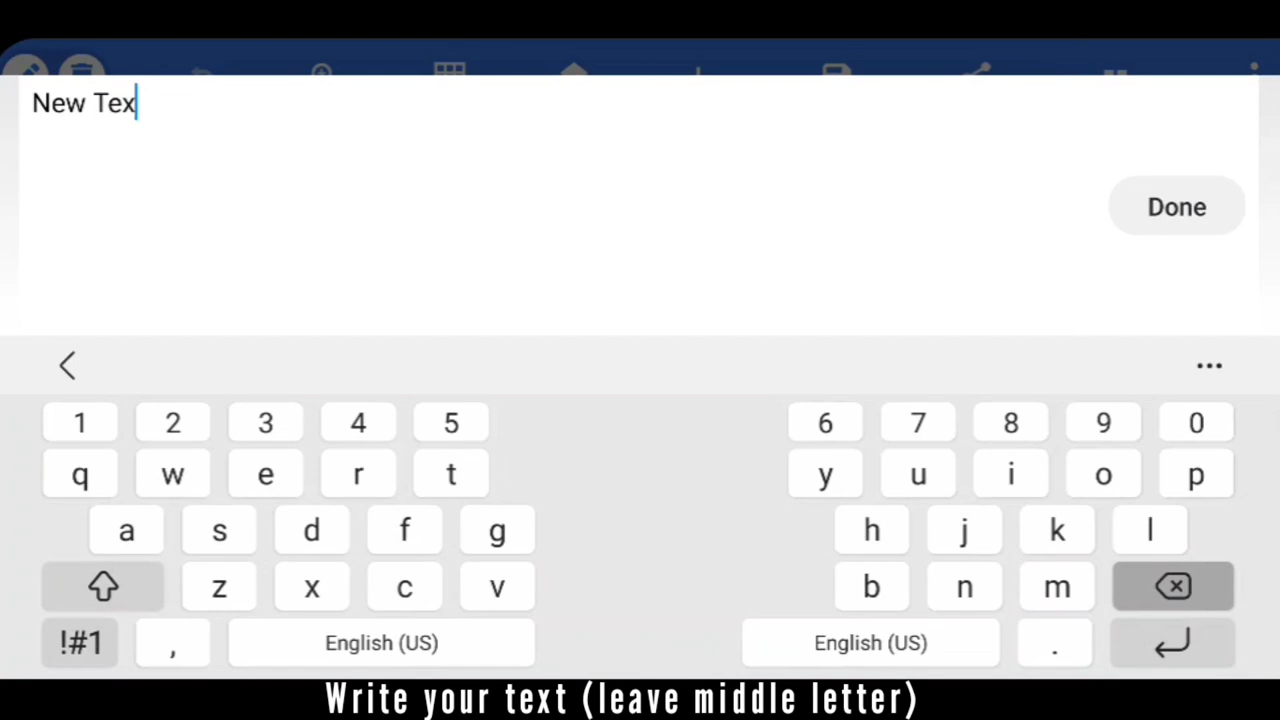 New Tex
Done
1 2 3 4 5 6 7 8 9 0
q w e r t y u i o p
a s d f g h j k l
z x c v b n m
!#1 , English (US) English (US) .
Write your text (leave middle letter)